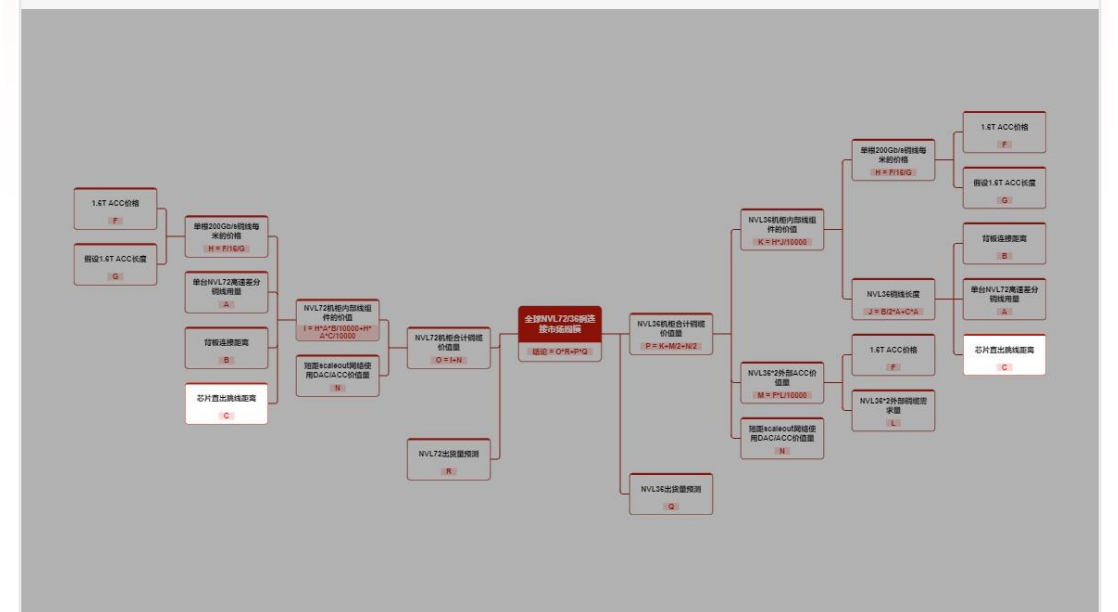 1.6T ACC价格
F
假设1.6T ACC长度
G
单根200Gb/s铜线每
米的价格
H = F/16/G
单台NVL72高速差分
铜线用量
A
背板连接距离
B
芯片直出跳线距离
C
NVL72机柜内部线组
件的价值
I = H*A*B/10000+H*
A*C/10000
短距scaleout网络使
用DAC/ACC价值量
N
NVL72机柜合计铜缆
价值量
O = I+N
NVL72出货量预测
R
全球NVL72/36铜连
接市场规模
结论 = O*R+P*Q
NVL36机柜合计铜缆
价值量
P = K+M/2+N/2
NVL36出货量预测
Q
NVL36机柜内部线组
件的价值
K = H*J/10000
NVL36*2外部ACC价
值量
M = F*L/10000
短距scaleout网络使
用DAC/ACC价值量
N
单根200Gb/s铜线每
米的价格
H = F/16/G
NVL36铜线长度
J = B/2*A+C*A
1.6T ACC价格
F
NVL36*2外部铜缆需
求量
L
1.6T ACC价格
F
假设1.6T ACC长度
G
背板连接距离
B
单台NVL72高速差分
铜线用量
A
芯片直出跳线距离
C